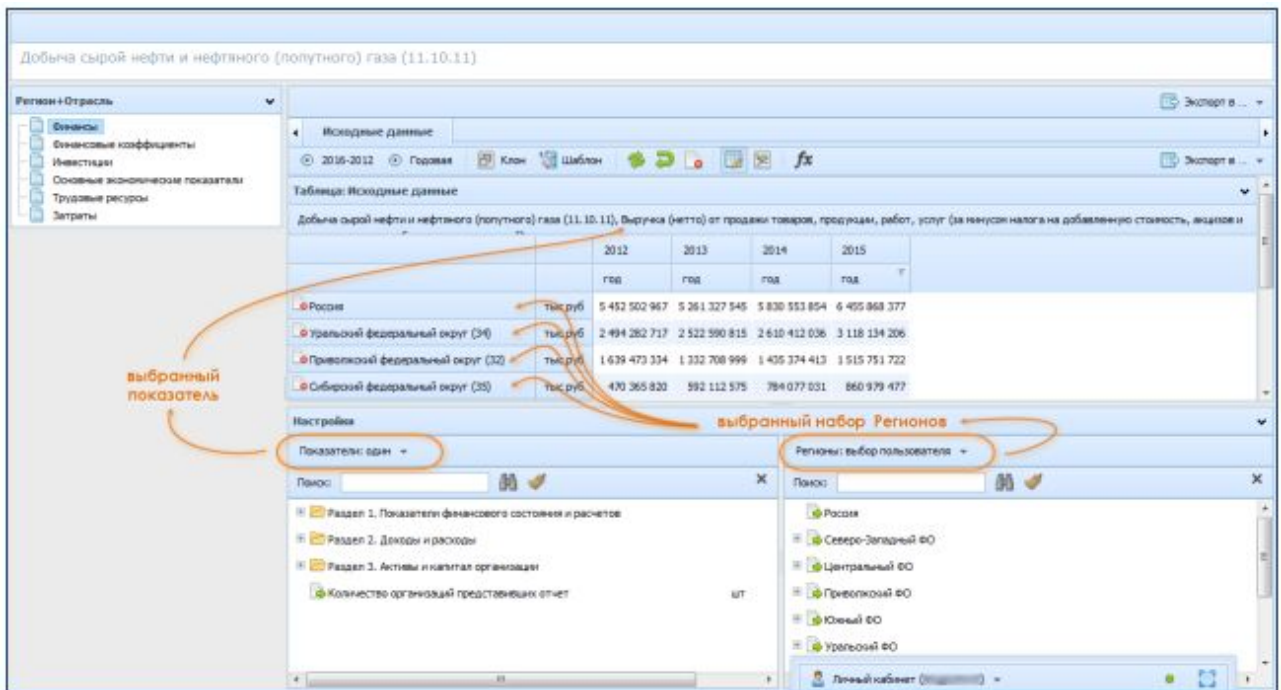 Добыча сырой нефти и нефтяного (попутного) газа (11.10.11)
Регион+Отрасль
Финансы
Финансовые коэффициенты
Инвестиции
Основные экономические показатели
Трудовые ресурсы
Затраты
Экспорт в ...
Исходные данные
2016-2012 Годовая Клон Шаблон fx Экспорт в ...
Таблица: Исходные данные
Добыча сырой нефти и нефтяного (попутного) газа (11.10.11), Выручка (нетто) от продажи товаров, продукции, работ, услуг (за минусом налога на добавленную стоимость, акцизов и
2012 2013 2014 2015
год год год год
Россия тыс руб 5 452 502 967 5 261 327 545 5 830 553 854 6 455 868 377
Уральский федеральный округ (34) тыс руб 2 494 282 717 2 522 590 815 2 610 412 036 3 118 134 206
Приволжский федеральный округ (32) тыс руб 1 639 473 334 1 332 708 999 1 435 374 413 1 515 751 722
Сибирский федеральный округ (35) тыс руб 470 365 820 592 112 575 784 077 031 860 979 477
выбранный
показатель
Настройка
выбранный набор Регионов
Показатели: один
Регионы: выбор пользователя
Поиск:
Поиск:
Раздел 1. Показатели финансового состояния и расчетов
Раздел 2. Доходы и расходы
Раздел 3. Активы и капитал организации
Количество организаций представивших отчет шт
Россия
Северо-Западный ФО
Центральный ФО
Приволжский ФО
Южный ФО
Уральский ФО
Личный кабинет